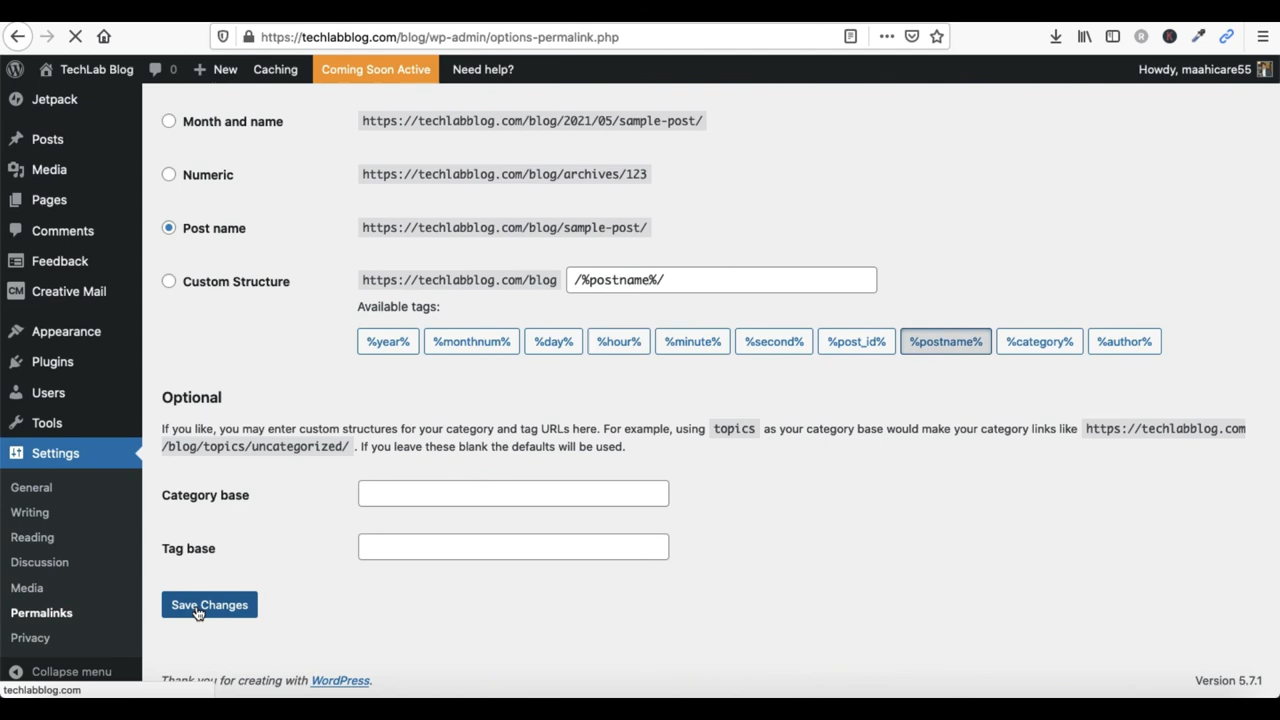 https://techlabblog.com/blog/wp-admin/options-permalink.php
TechLab Blog 0 New Caching Coming Soon Active Need help? Howdy, maahicare55
Jetpack
Posts
Media
Pages
Comments
Feedback
CM Creative Mail
Appearance
Plugins
Users
Tools
Settings
General
Writing
Reading
Discussion
Media
Permalinks
Privacy
Collapse menu
techlabblog.com
Month and name https://techlabblog.com/blog/2021/05/sample-post/
Numeric https://techlabblog.com/blog/archives/123
Post name https://techlabblog.com/blog/sample-post/
Custom Structure https://techlabblog.com/blog /%postname%/
Available tags:
%year% %monthnum% %day% %hour% %minute% %second% %post_id% %postname% %category% %author%
Optional
If you like, you may enter custom structures for your category and tag URLs here. For example, using topics as your category base would make your category links like https://techlabblog.com
/blog/topics/uncategorized/ . If you leave these blank the defaults will be used.
Category base
Tag base
Save Changes
Thank you for creating with WordPress.
Version 5.7.1